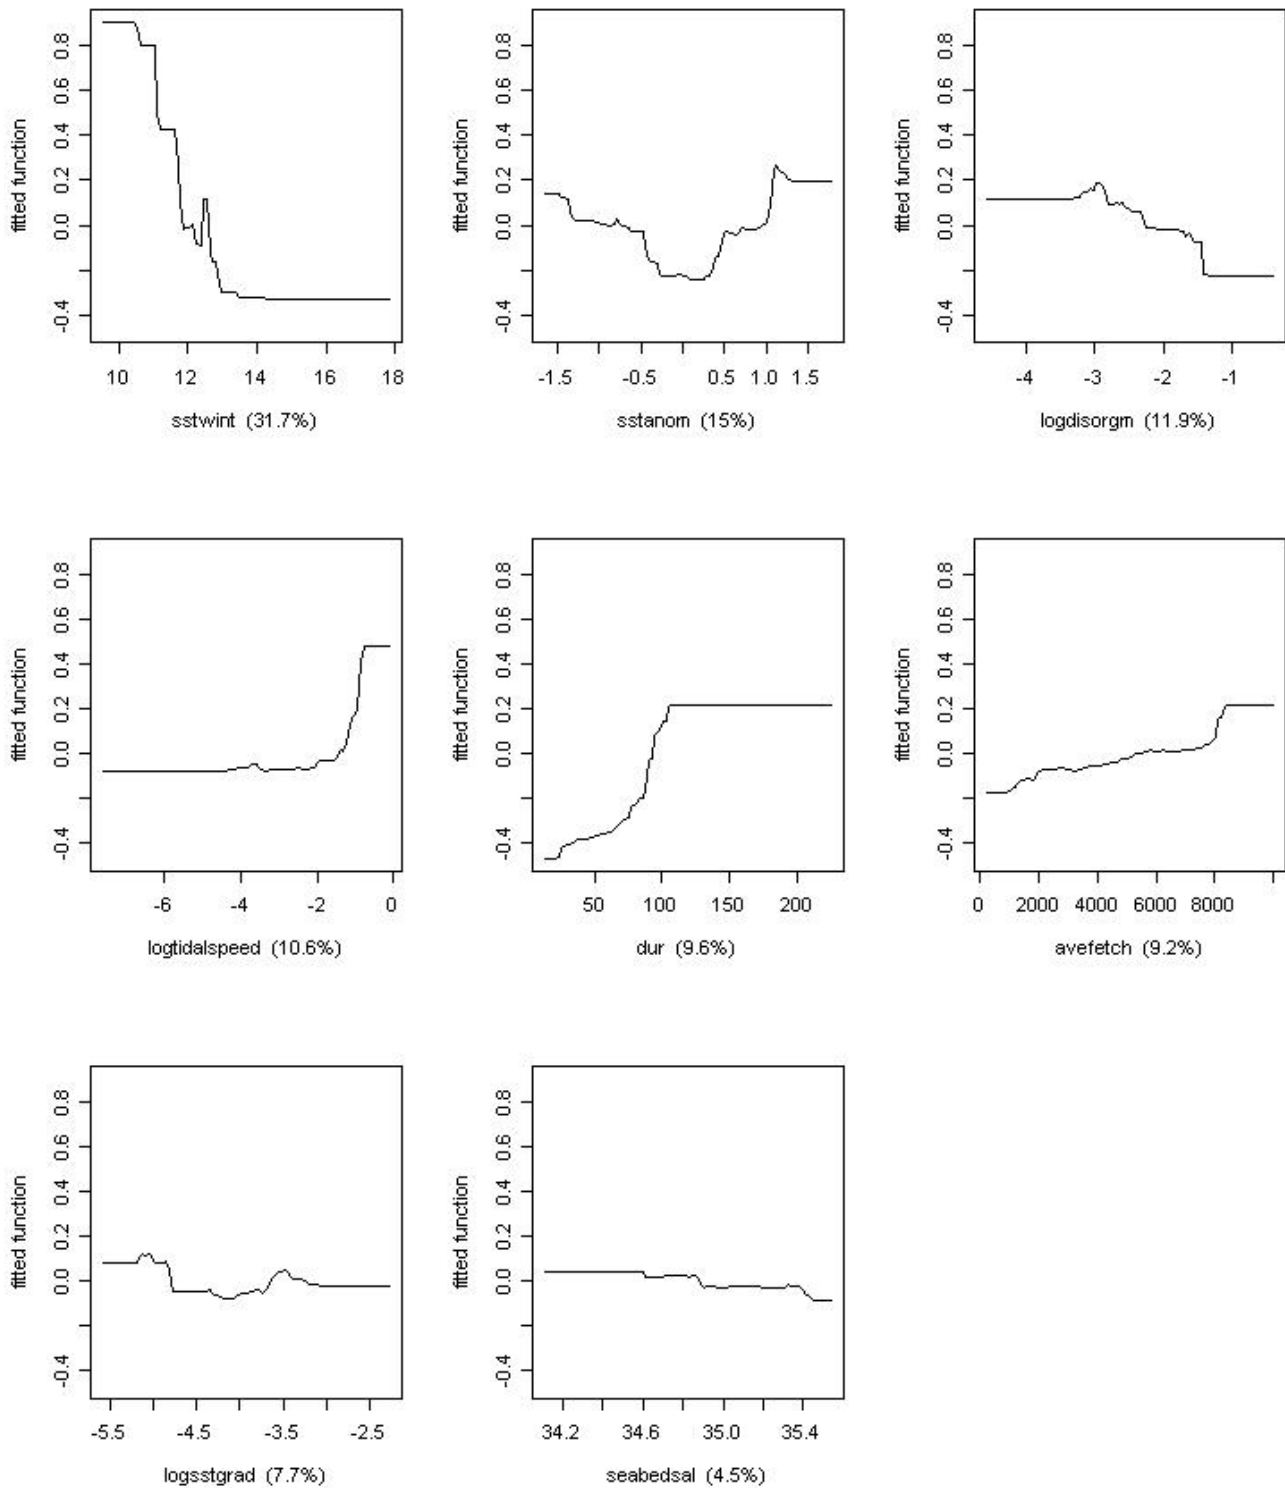 fitted function
0.8
0.6
0.4
0.2
0.0
-0.4
10 12 14 16 18
sstwint (31.7%)
fitted function
0.8
0.6
0.4
0.2
0.0
-0.4
-1.5 -0.5 0.5 1.0 1.5
sstanom (15%)
fitted function
0.8
0.6
0.4
0.2
0.0
-0.4
-4 -3 -2 -1
logdisorgm (11.9%)
fitted function
0.8
0.6
0.4
0.2
0.0
-0.4
-6 -4 -2 0
logtidalspeed (10.6%)
fitted function
0.8
0.6
0.4
0.2
0.0
-0.4
50 100 150 200
dur (9.6%)
fitted function
0.8
0.6
0.4
0.2
0.0
-0.4
0 2000 4000 6000 8000
avefetch (9.2%)
fitted function
0.8
0.6
0.4
0.2
0.0
-0.4
-5.5 -4.5 -3.5 -2.5
logsstgrad (7.7%)
fitted function
0.8
0.6
0.4
0.2
0.0
-0.4
34.2 34.6 35.0 35.4
seabedsal (4.5%)